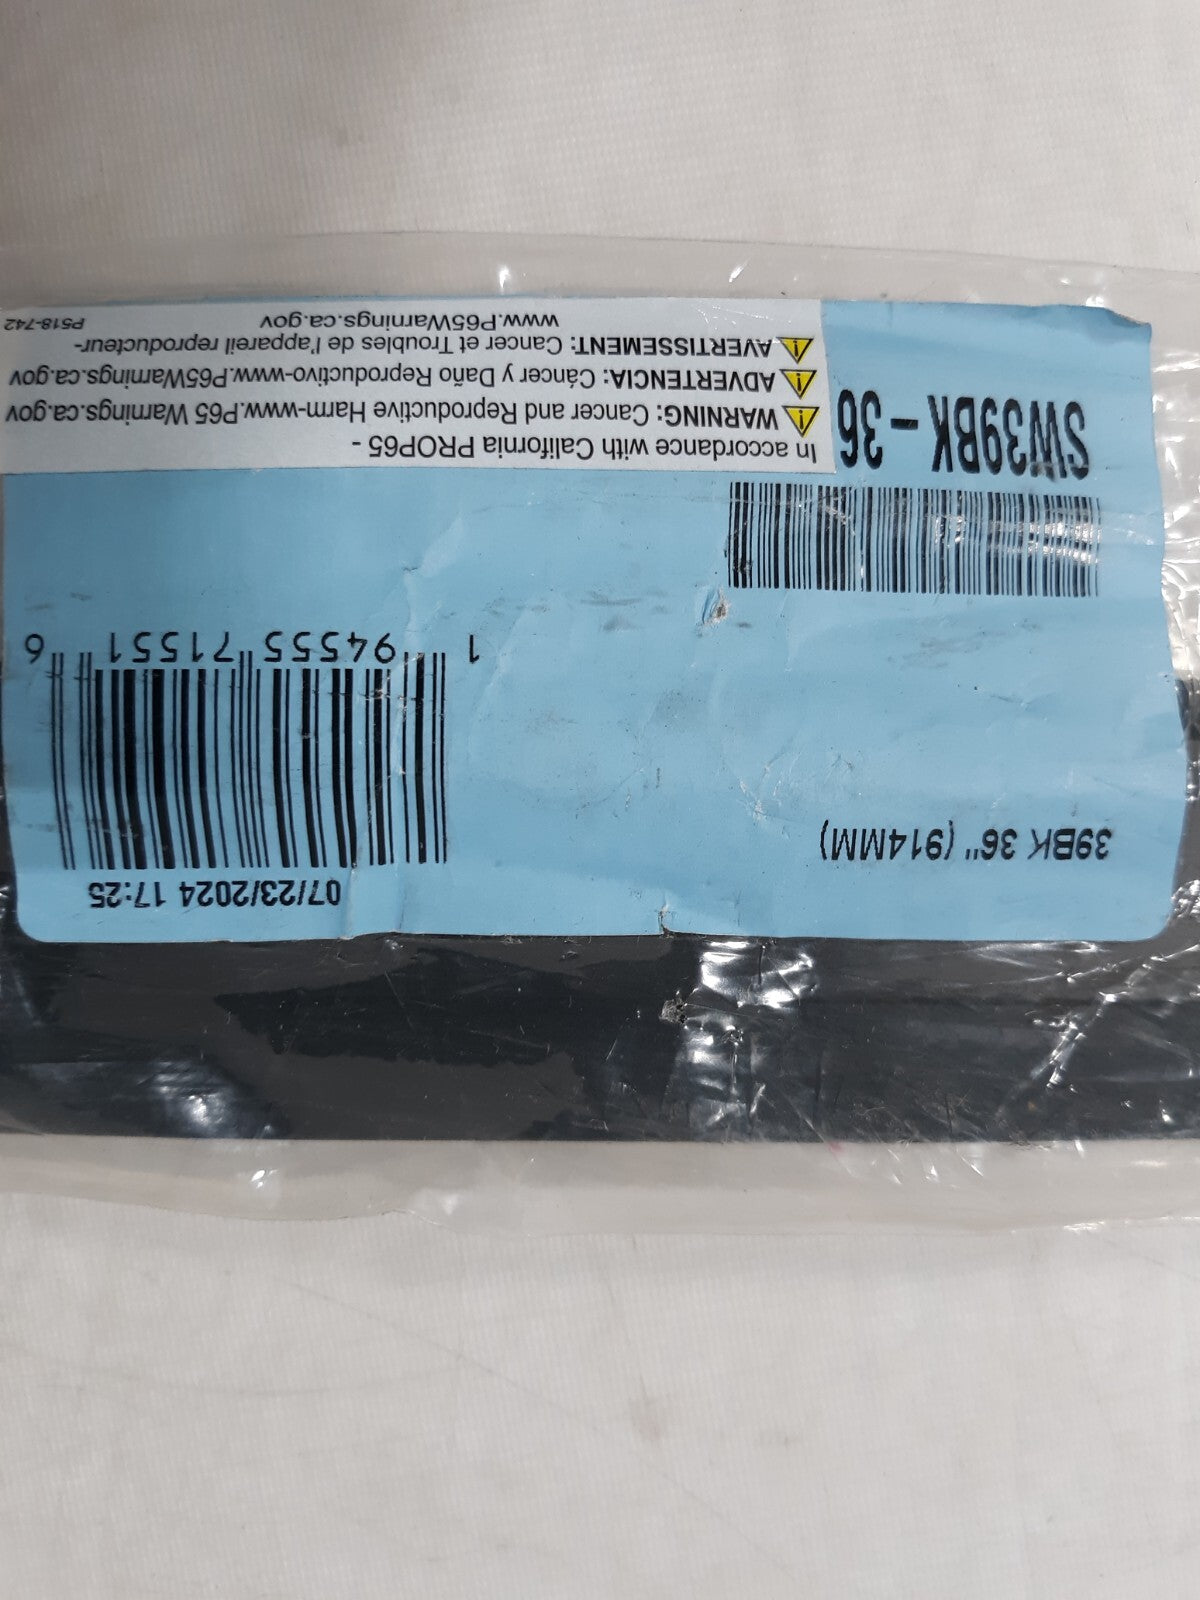 07/23/2024 17:25
39BK 36" (914MM)
1 94555 71551 6
SW39BK-36
In accordance with California PROP65 -
WARNING: Cancer and Reproductive Harm-www.P65 Warnings.ca.gov
ADVERTENCIA: Cáncer y Daño Reproductivo-www.P65Warnings.ca.gov
AVERTISSEMENT: Cancer et Troubles de l'appareil reproducteur-
www.P65Warnings.ca.gov
P518-742